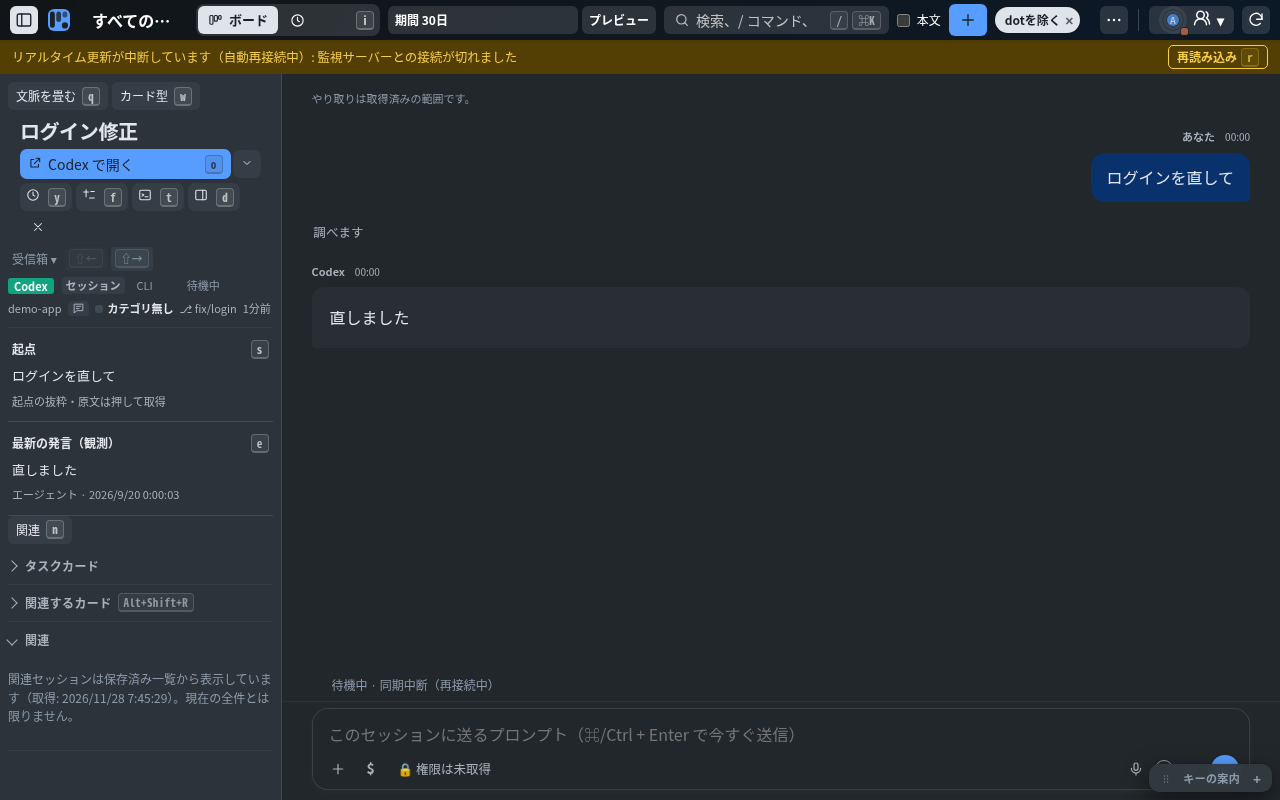 すべての…
ボード
i
期間 30日
プレビュー
検索、/ コマンド、 / ⌘K
本文
dotを除く ×
A
リアルタイム更新が中断しています（自動再接続中）: 監視サーバーとの接続が切れました
再読み込み r
文脈を畳む q
カード型 w
ログイン修正
Codex で開く o
y f t d
受信箱 ▾ ⇧← ⇧→
Codex セッション CLI 待機中
demo-app カテゴリ無し fix/login 1分前
起点 s
ログインを直して
起点の抜粋・原文は押して取得
最新の発言（観測） e
直しました
エージェント · 2026/9/20 0:00:03
関連 n
タスクカード
関連するカード Alt+Shift+R
関連
関連セッションは保存済み一覧から表示していま
す（取得: 2026/11/28 7:45:29）。現在の全件とは
限りません。
やり取りは取得済みの範囲です。
あなた 00:00
ログインを直して
調べます
Codex 00:00
直しました
待機中 · 同期中断（再接続中）
このセッションに送るプロンプト（⌘/Ctrl + Enter で今すぐ送信）
$ 権限は未取得
キーの案内 +